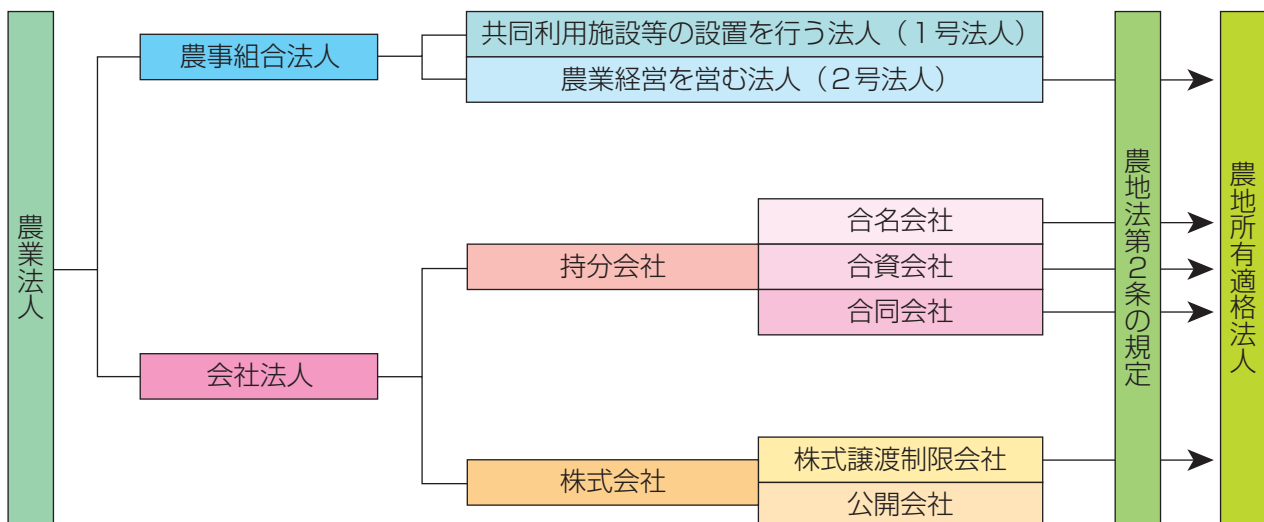 農業法人
農事組合法人
共同利用施設等の設置を行う法人（１号法人）
農業経営を営む法人（２号法人）
会社法人
持分会社
合名会社
合資会社
合同会社
株式会社
株式譲渡制限会社
公開会社
農地法第２条の規定
農地所有適格法人